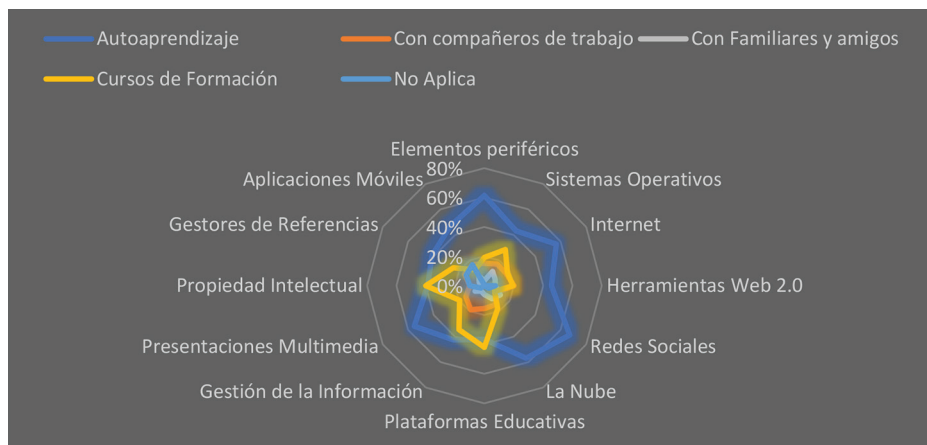 Autoaprendizaje
Con compañeros de trabajo
Con Familiares y amigos
Cursos de Formación
No Aplica
Elementos periféricos
80%
Aplicaciones Móviles
Sistemas Operativos
60%
Gestores de Referencias
Internet
40%
20%
Propiedad Intelectual
0%
Herramientas Web 2.0
Presentaciones Multimedia
Redes Sociales
Gestión de la Información
La Nube
Plataformas Educativas